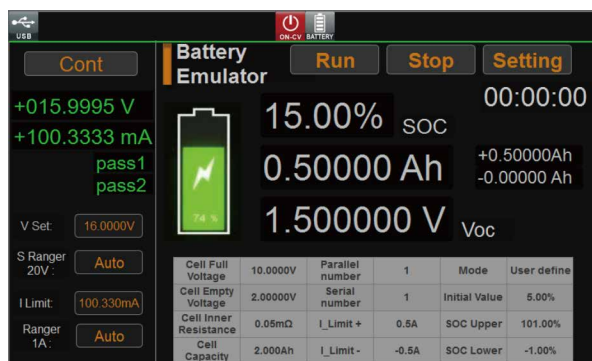 USB
ON-CV BATTERY
Cont
Battery
Emulator
Run
Stop
Setting
+015.9995 V
+100.3333 mA
pass1
pass2
V Set: 16.0000V
S Ranger
20V : Auto
I Limit: 100.330mA
Ranger
1A : Auto
74 %
00:00:00
15.00% SOC
0.50000 Ah
+0.50000Ah
-0.00000 Ah
1.500000 V Voc
Cell Full Voltage 10.0000V Parallel number 1 Mode User define
Cell Empty Voltage 2.00000V Serial number 1 Initial Value 5.00%
Cell Inner Resistance 0.05mΩ I_Limit + 0.5A SOC Upper 101.00%
Cell Capacity 2.000Ah I_Limit - -0.5A SOC Lower -1.00%